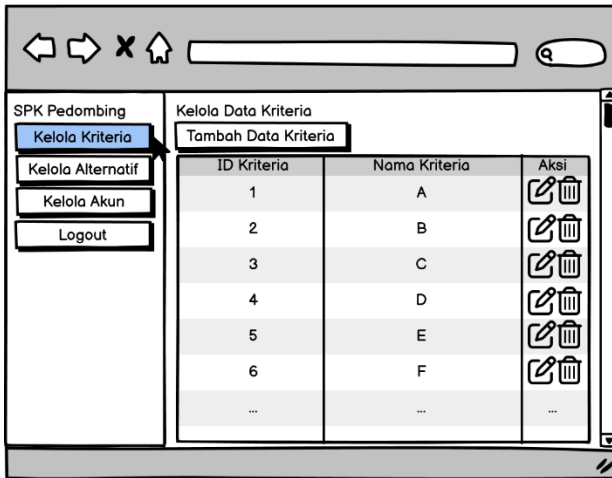 SPK Pedombing
Kelola Kriteria
Kelola Alternatif
Kelola Akun
Logout
Kelola Data Kriteria
Tambah Data Kriteria
ID Kriteria Nama Kriteria Aksi
1 A
2 B
3 C
4 D
5 E
6 F
... ... ...